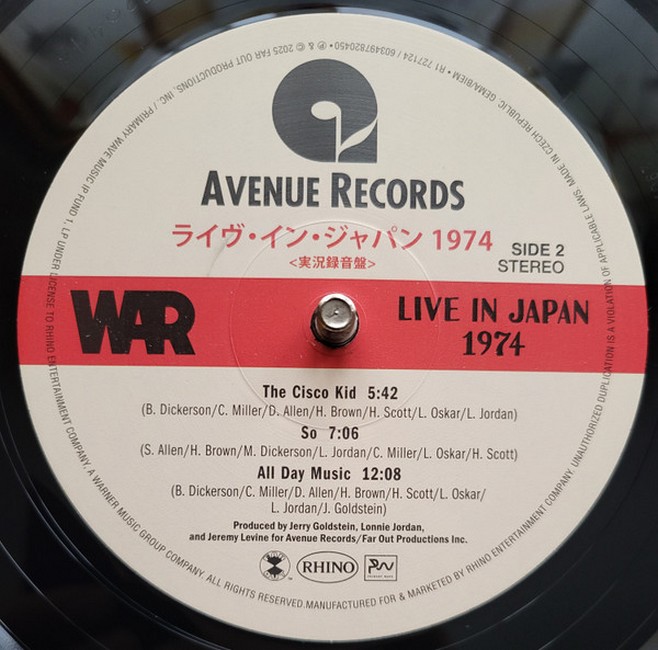 AVENUE RECORDS
ライヴ・イン・ジャパン 1974
<実況録音盤>
SIDE 2
STEREO
WAR
LIVE IN JAPAN
1974
The Cisco Kid 5:42
(B. Dickerson/C. Miller/D. Allen/H. Brown/H. Scott/L. Oskar/L. Jordan)
So 7:06
(S. Allen/H. Brown/M. Dickerson/L. Jordan/C. Miller/L. Oskar/H. Scott)
All Day Music 12:08
(B. Dickerson/C. Miller/D. Allen/H. Brown/H. Scott/L. Oskar/
L. Jordan/J. Goldstein)
Produced by Jerry Goldstein, Lonnie Jordan,
and Jeremy Levine for Avenue Records/Far Out Productions Inc.
RHINO
PRIMARY WAVE
R1 727124 / 603497820450 • ℗ & © 2025 FAR OUT PRODUCTIONS, INC. / PRIMARY WAVE MUSIC IP FUND 1, LP UNDER LICENSE TO RHINO ENTERTAINMENT COMPANY, A WARNER MUSIC GROUP COMPANY. ALL RIGHTS RESERVED.MANUFACTURED FOR & MARKETED BY RHINO ENTERTAINMENT COMPANY. UNAUTHORIZED DUPLICATION IS A VIOLATION OF APPLICABLE LAWS. MADE IN CZECH REPUBLIC. GEMA/BIEM •